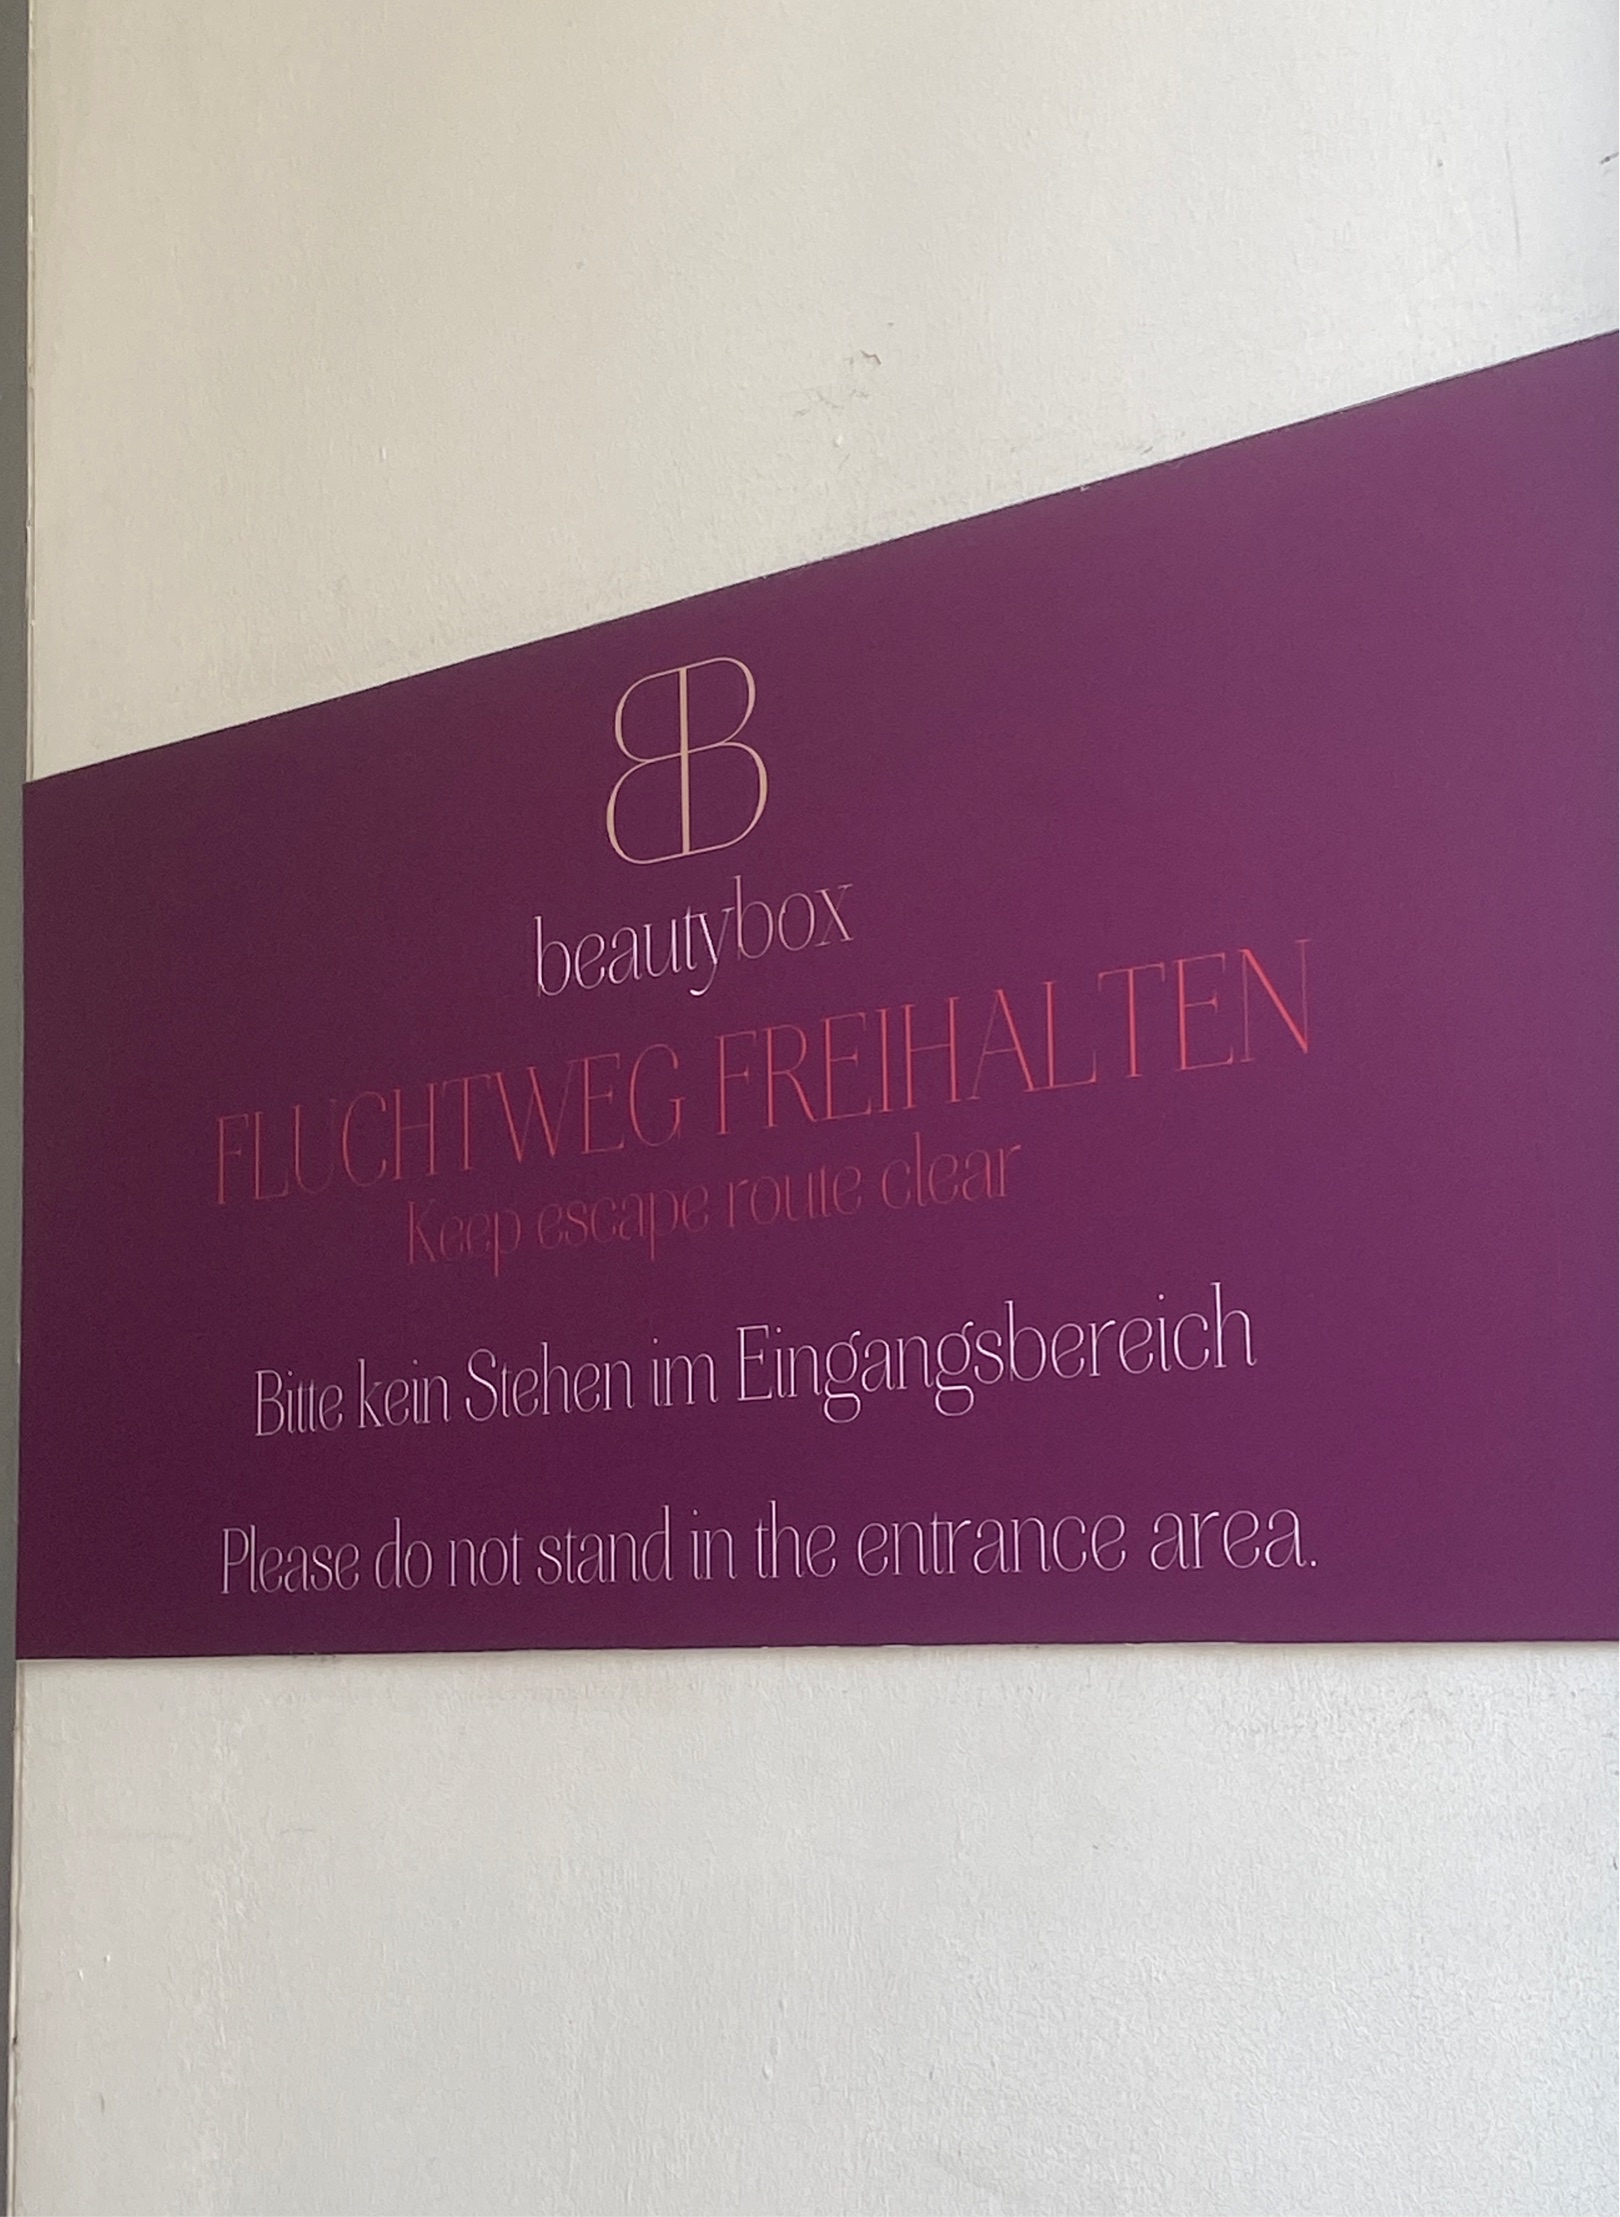 BB
beautybox
FLUCHTWEG FREIHALTEN
Keep escape route clear
Bitte kein Stehen im Eingangsbereich
Please do not stand in the entrance area.